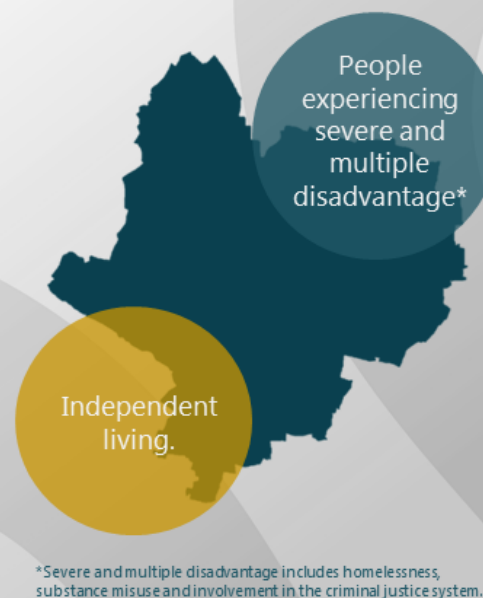 People
experiencing
severe and
multiple
disadvantage*
Independent
living.
*Severe and multiple disadvantage includes homelessness,
substance misuse and involvement in the criminal justice system.